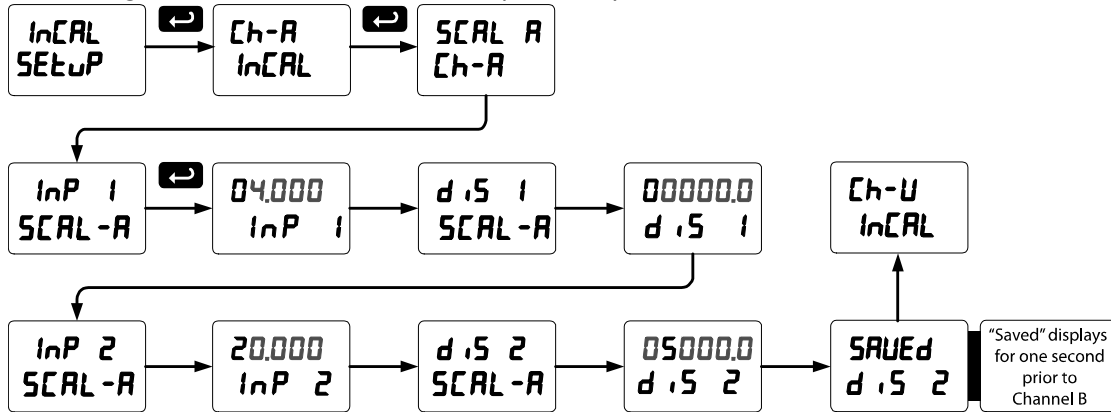 InCAL
SEtuP
Ch-A
InCAL
SCAL A
Ch-A
InP 1
SCAL-A
04.000
InP 1
diS 1
SCAL-A
00000.0
diS 1
Ch-U
InCAL
InP 2
SCAL-A
20.000
InP 2
diS 2
SCAL-A
05000.0
diS 2
SAVEd
diS 2
"Saved" displays
for one second
prior to
Channel B